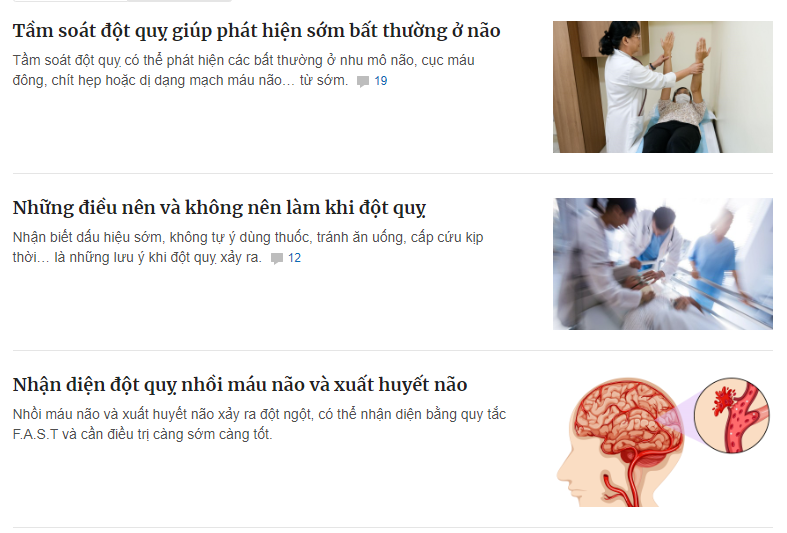 Tầm soát đột quỵ giúp phát hiện sớm bất thường ở não
Tầm soát đột quỵ có thể phát hiện các bất thường ở nhu mô não, cục máu
đông, chít hẹp hoặc dị dạng mạch máu não… từ sớm. 19
Những điều nên và không nên làm khi đột quỵ
Nhận biết dấu hiệu sớm, không tự ý dùng thuốc, tránh ăn uống, cấp cứu kịp
thời… là những lưu ý khi đột quỵ xảy ra. 12
Nhận diện đột quỵ nhồi máu não và xuất huyết não
Nhồi máu não và xuất huyết não xảy ra đột ngột, có thể nhận diện bằng quy tắc
F.A.S.T và cần điều trị càng sớm càng tốt.